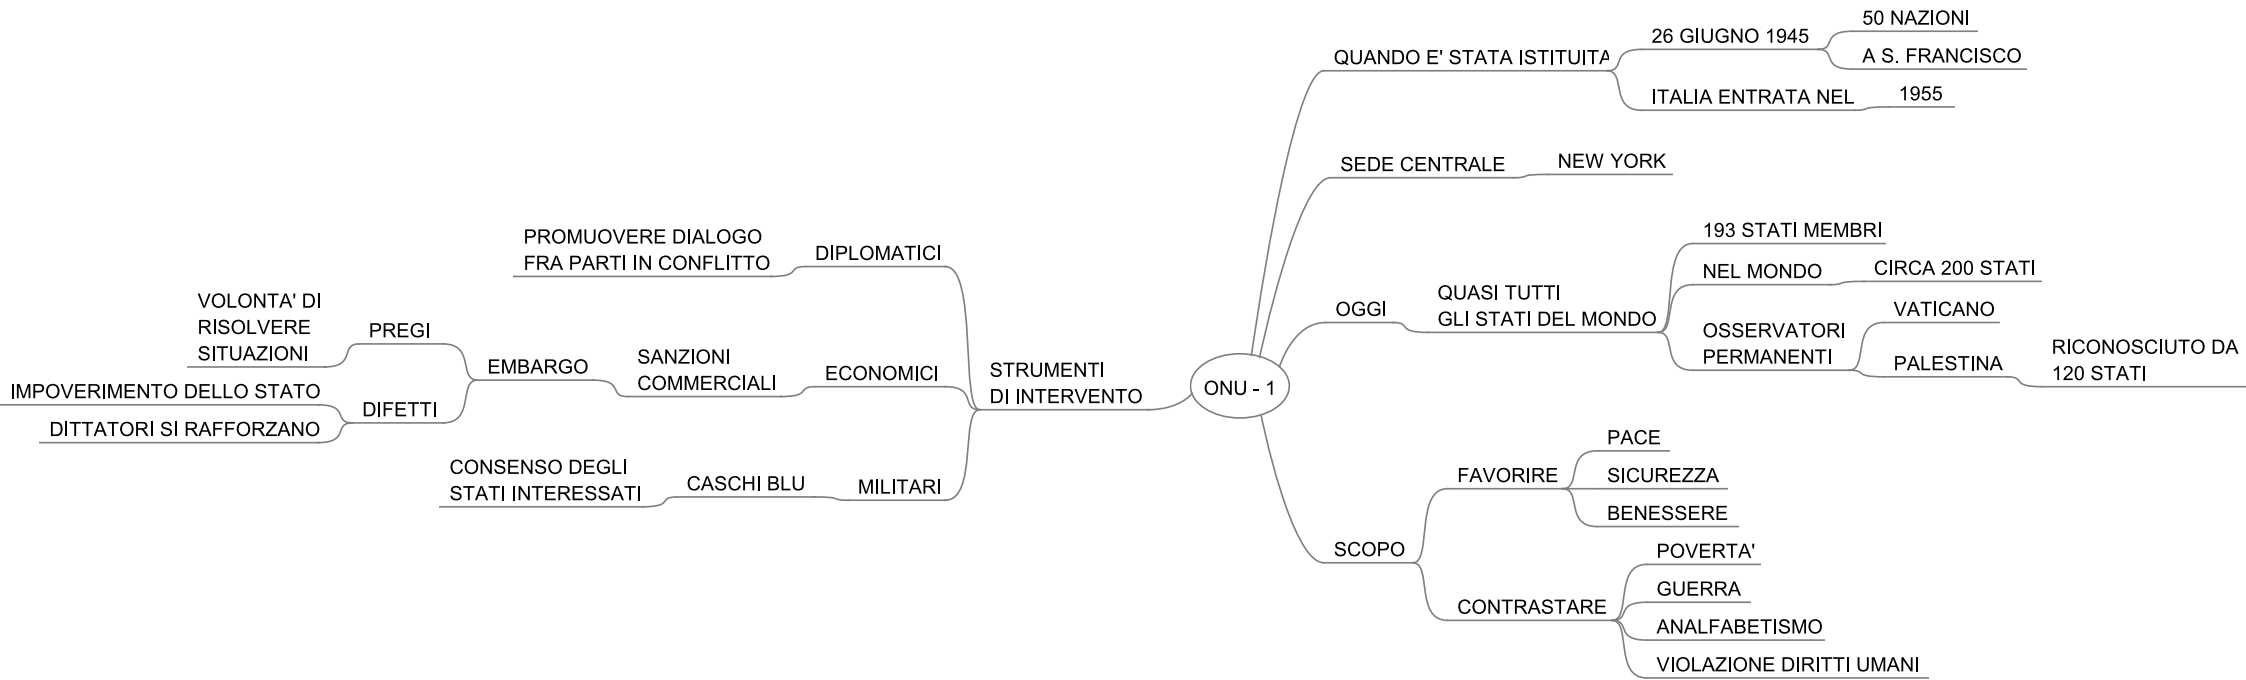 ONU - 1
QUANDO E' STATA ISTITUITA
26 GIUGNO 1945
50 NAZIONI
A S. FRANCISCO
ITALIA ENTRATA NEL
1955
SEDE CENTRALE
NEW YORK
OGGI
QUASI TUTTI
GLI STATI DEL MONDO
193 STATI MEMBRI
NEL MONDO
CIRCA 200 STATI
OSSERVATORI
PERMANENTI
VATICANO
PALESTINA
RICONOSCIUTO DA
120 STATI
SCOPO
FAVORIRE
PACE
SICUREZZA
BENESSERE
CONTRASTARE
POVERTA'
GUERRA
ANALFABETISMO
VIOLAZIONE DIRITTI UMANI
STRUMENTI
DI INTERVENTO
DIPLOMATICI
PROMUOVERE DIALOGO
FRA PARTI IN CONFLITTO
ECONOMICI
SANZIONI
COMMERCIALI
EMBARGO
PREGI
VOLONTA' DI
RISOLVERE
SITUAZIONI
DIFETTI
IMPOVERIMENTO DELLO STATO
DITTATORI SI RAFFORZANO
MILITARI
CASCHI BLU
CONSENSO DEGLI
STATI INTERESSATI